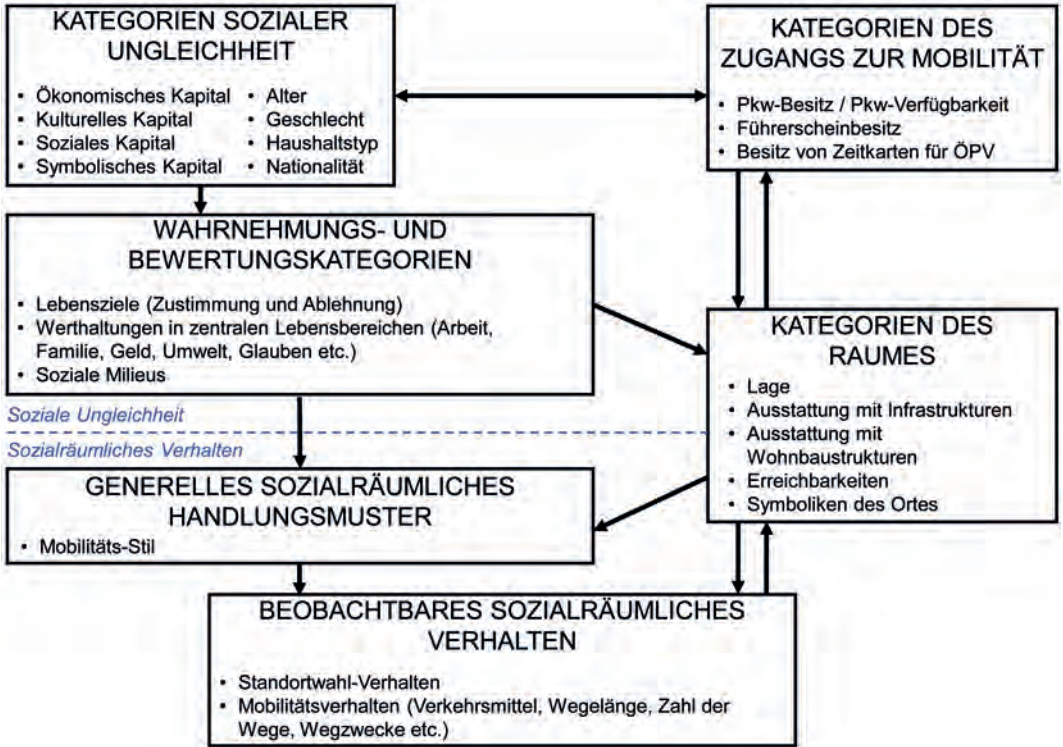 KATEGORIEN SOZIALER
UNGLEICHHEIT
• Ökonomisches Kapital
• Kulturelles Kapital
• Soziales Kapital
• Symbolisches Kapital
• Alter
• Geschlecht
• Haushaltstyp
• Nationalität
KATEGORIEN DES
ZUGANGS ZUR MOBILITÄT
• Pkw-Besitz / Pkw-Verfügbarkeit
• Führerscheinbesitz
• Besitz von Zeitkarten für ÖPV
WAHRNEHMUNGS- UND
BEWERTUNGSKATEGORIEN
• Lebensziele (Zustimmung und Ablehnung)
• Werthaltungen in zentralen Lebensbereichen (Arbeit,
Familie, Geld, Umwelt, Glauben etc.)
• Soziale Milieus
KATEGORIEN DES
RAUMES
• Lage
• Ausstattung mit Infrastrukturen
• Ausstattung mit
Wohnbaustrukturen
• Erreichbarkeiten
• Symboliken des Ortes
Soziale Ungleichheit
Sozialräumliches Verhalten
GENERELLES SOZIALRÄUMLICHES
HANDLUNGSMUSTER
• Mobilitäts-Stil
BEOBACHTBARES SOZIALRÄUMLICHES
VERHALTEN
• Standortwahl-Verhalten
• Mobilitätsverhalten (Verkehrsmittel, Wegelänge, Zahl der
Wege, Wegzwecke etc.)